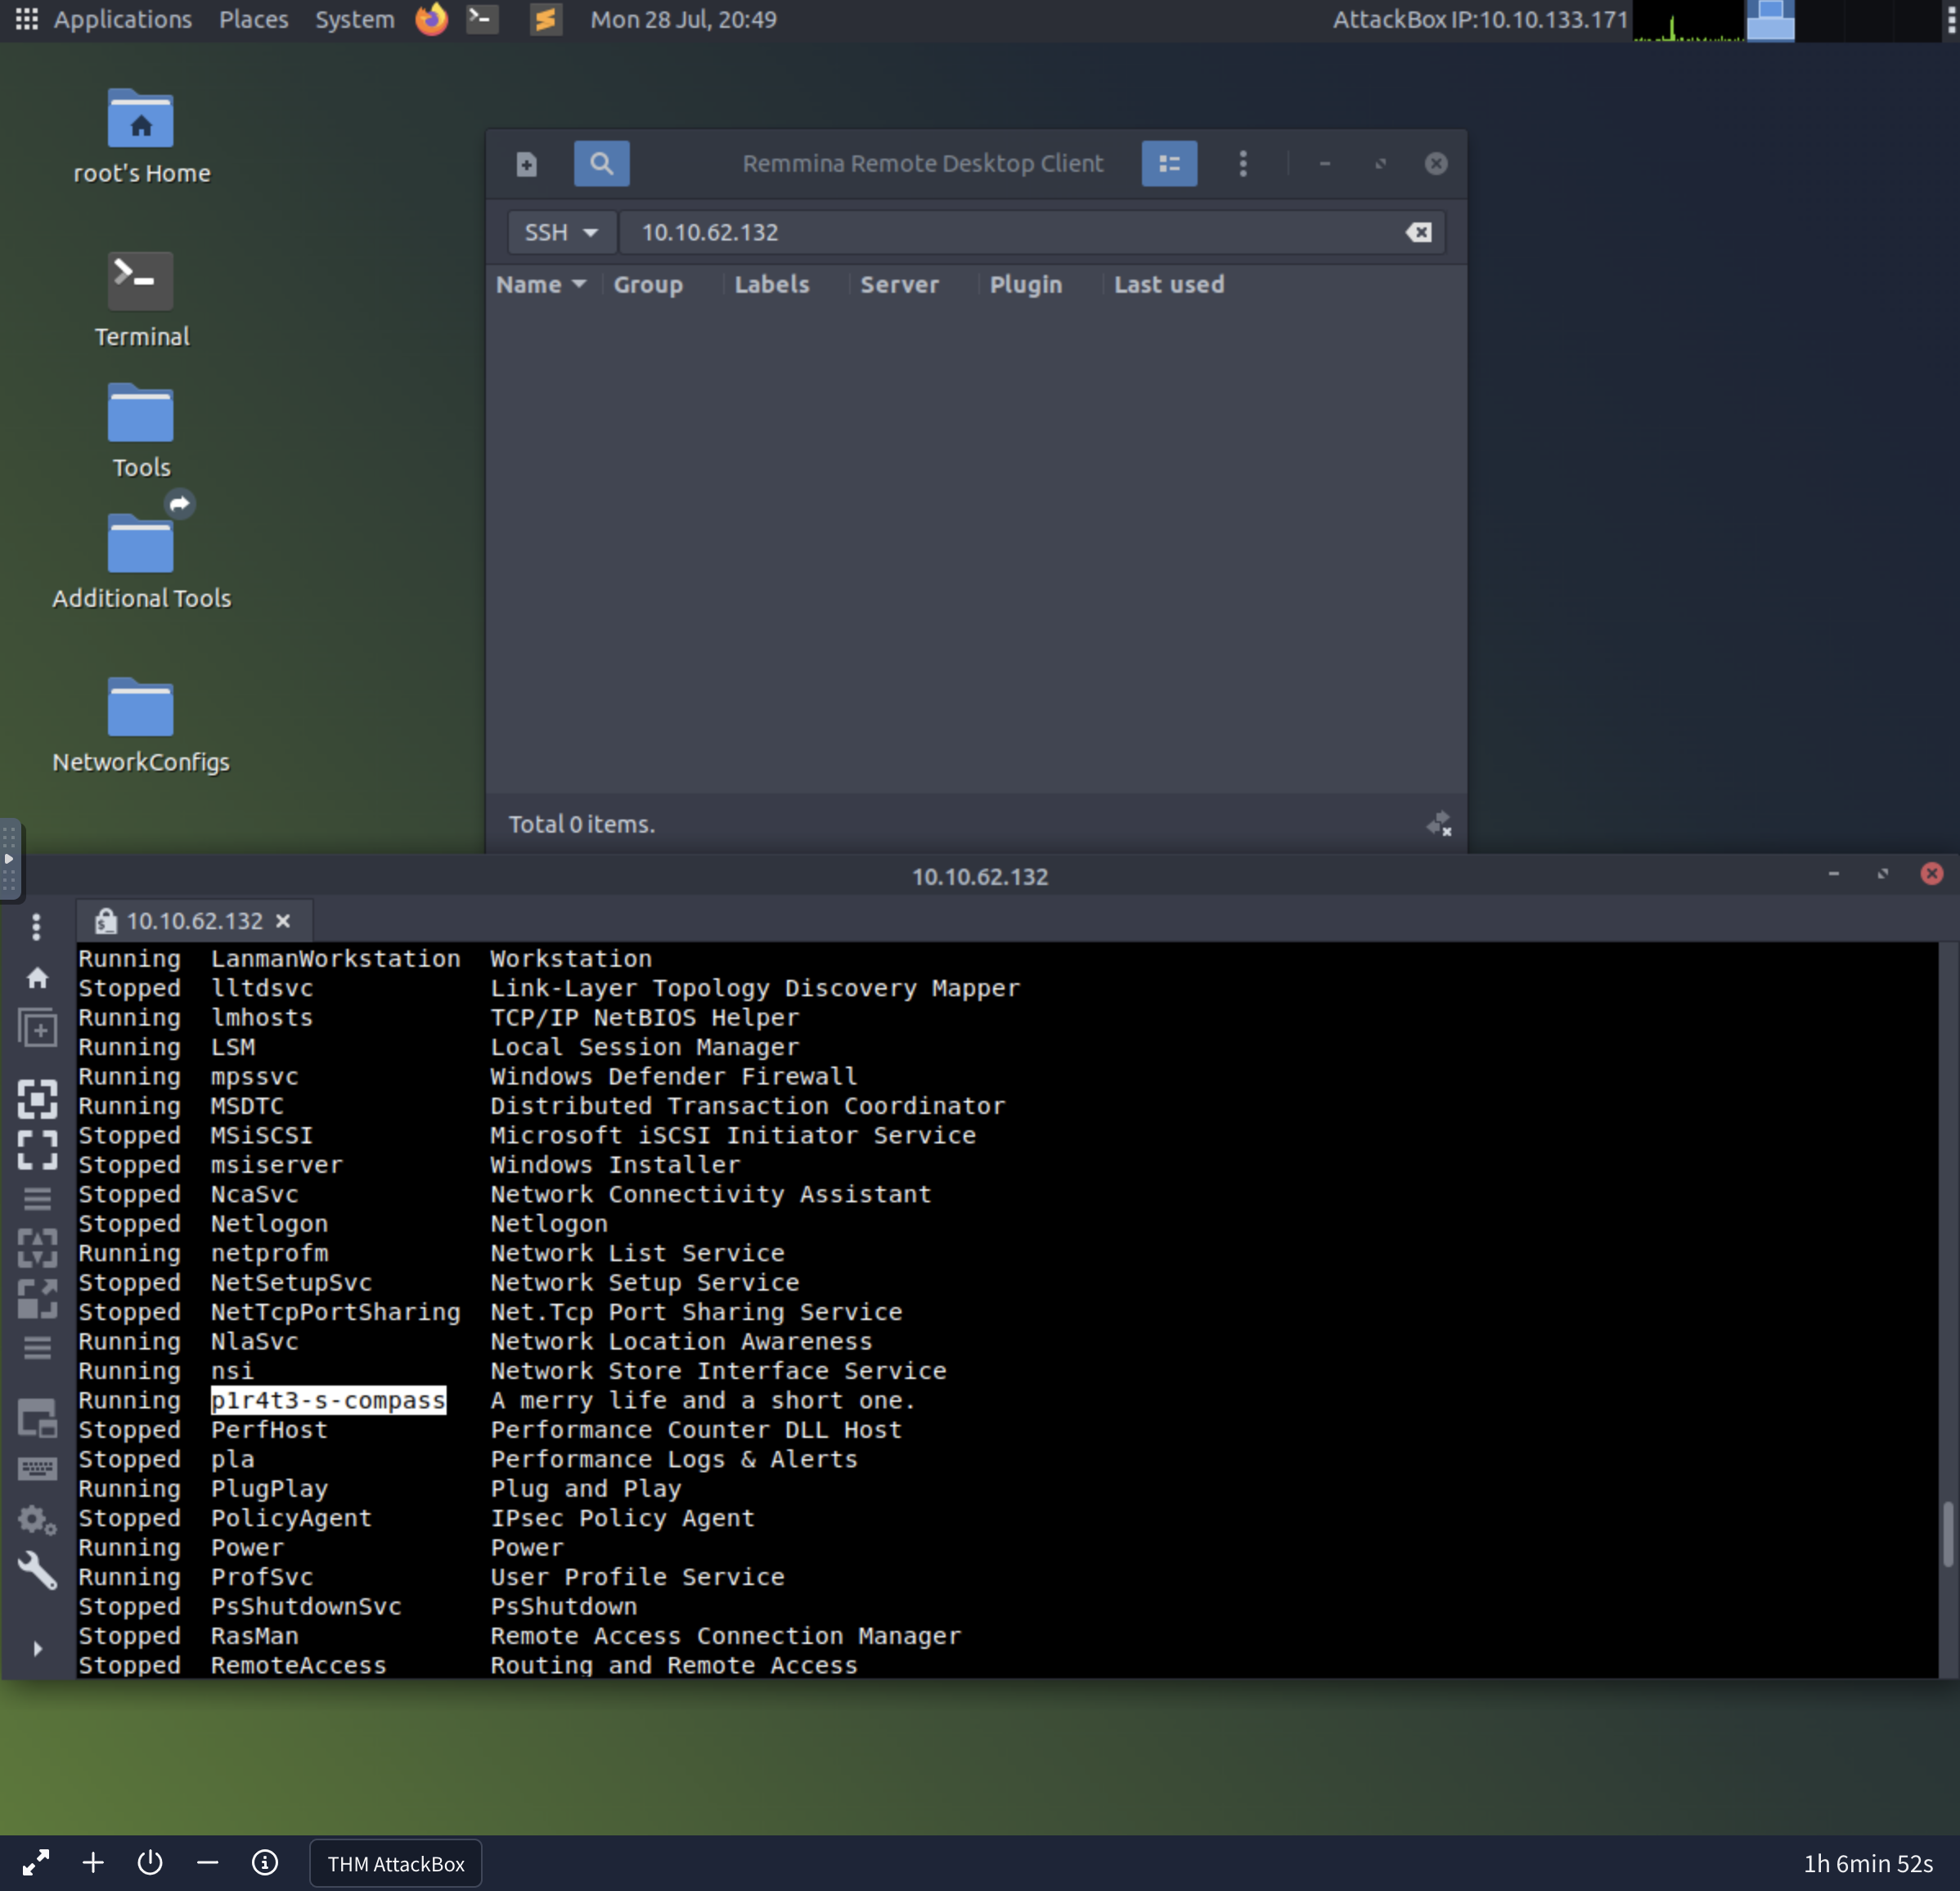 Applications Places System Mon 28 Jul, 20:49 AttackBox IP:10.10.133.171
root's Home
Terminal
Tools
Additional Tools
NetworkConfigs
Remmina Remote Desktop Client
SSH 10.10.62.132
Name Group Labels Server Plugin Last used
Total 0 items.
10.10.62.132
10.10.62.132
Running LanmanWorkstation Workstation
Stopped lltdsvc Link-Layer Topology Discovery Mapper
Running lmhosts TCP/IP NetBIOS Helper
Running LSM Local Session Manager
Running mpssvc Windows Defender Firewall
Running MSDTC Distributed Transaction Coordinator
Stopped MSiSCSI Microsoft iSCSI Initiator Service
Stopped msiserver Windows Installer
Stopped NcaSvc Network Connectivity Assistant
Stopped Netlogon Netlogon
Running netprofm Network List Service
Stopped NetSetupSvc Network Setup Service
Stopped NetTcpPortSharing Net.Tcp Port Sharing Service
Running NlaSvc Network Location Awareness
Running nsi Network Store Interface Service
Running p1r4t3-s-compass A merry life and a short one.
Stopped PerfHost Performance Counter DLL Host
Stopped pla Performance Logs & Alerts
Running PlugPlay Plug and Play
Stopped PolicyAgent IPsec Policy Agent
Running Power Power
Running ProfSvc User Profile Service
Stopped PsShutdownSvc PsShutdown
Stopped RasMan Remote Access Connection Manager
Stopped RemoteAccess Routing and Remote Access
THM AttackBox 1h 6min 52s